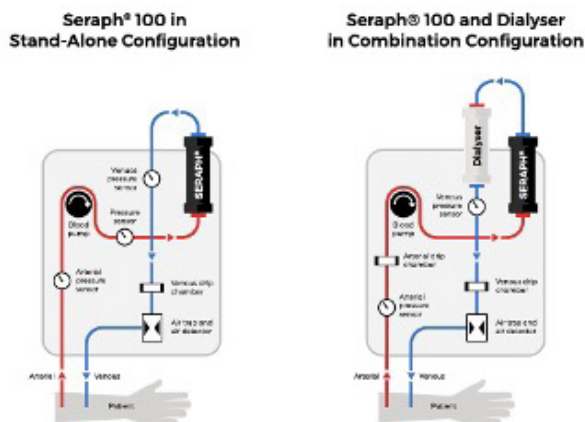 Seraph® 100 in
Stand-Alone Configuration
Venous
pressure
sensor
SERAPH®
Blood
pump
Pressure
sensor
Arterial
pressure
sensor
Venous drip
chamber
Air trap and
air detector
Arterial
Venous
Patient
Seraph® 100 and Dialyser
in Combination Configuration
Dialyser
SERAPH®
Venous
pressure
sensor
Blood
pump
Arterial drip
chamber
Arterial
pressure
sensor
Venous drip
chamber
Air trap and
air detector
Arterial
Venous
Patient